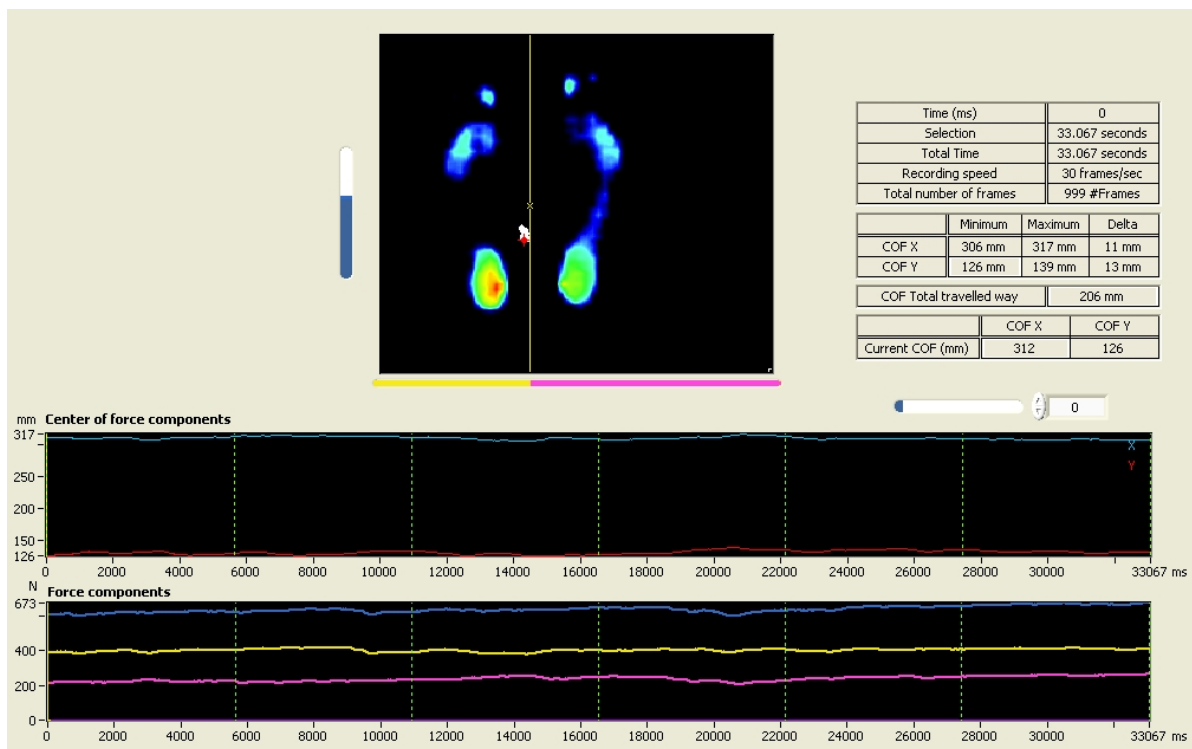 Time (ms) 0
Selection 33.067 seconds
Total Time 33.067 seconds
Recording speed 30 frames/sec
Total number of frames 999 #Frames
Minimum Maximum Delta
COF X 306 mm 317 mm 11 mm
COF Y 126 mm 139 mm 13 mm
COF Total travelled way 206 mm
COF X COF Y
Current COF (mm) 312 126
0
mm Center of force components
317
250
200
150
126
X
Y
0 2000 4000 6000 8000 10000 12000 14000 16000 18000 20000 22000 24000 26000 28000 30000 33067 ms
N Force components
673
400
200
0
0 2000 4000 6000 8000 10000 12000 14000 16000 18000 20000 22000 24000 26000 28000 30000 33067 ms